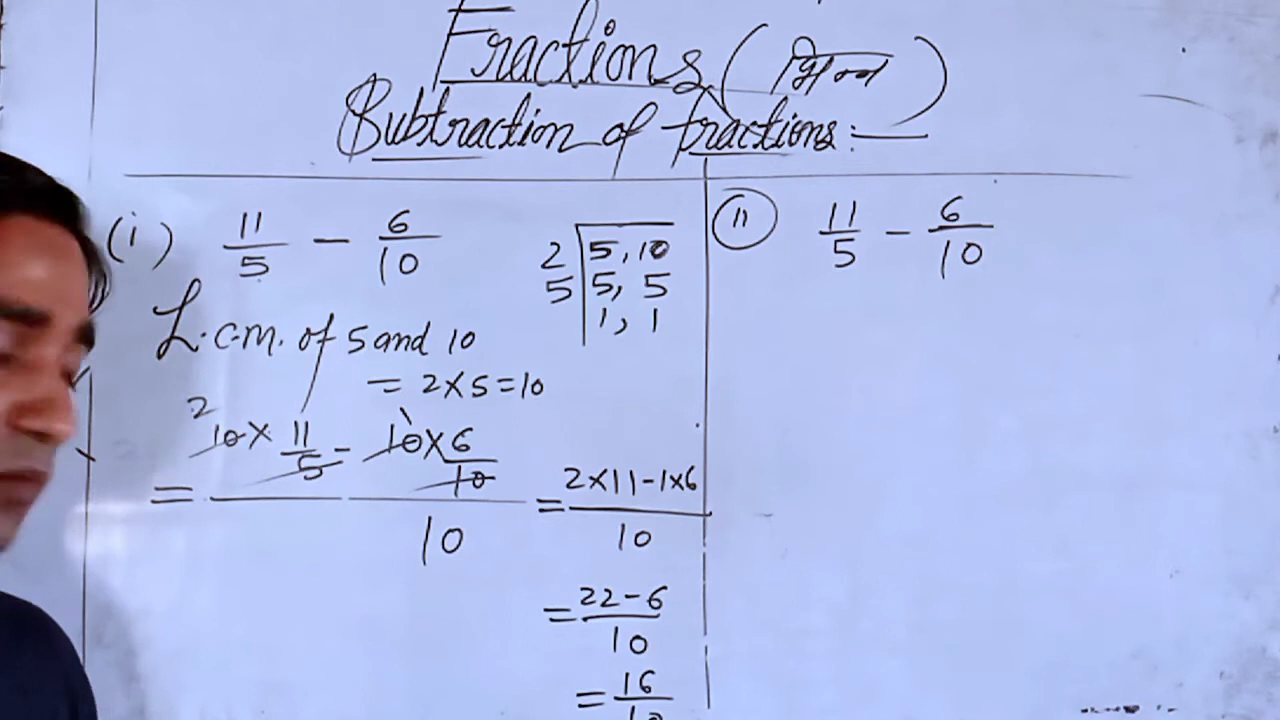 Fractions (भिन्न)
Subtraction of fractions:—
(i) 11/5 − 6/10
2 | 5, 10
5 | 5, 5
1, 1
L.C.M. of 5 and 10
= 2×5=10
= (10× 11/5 − 10×6/10)/10 = (2×11−1×6)/10
2 1
= (22−6)/10
= 16/10
(ii) 11/5 − 6/10